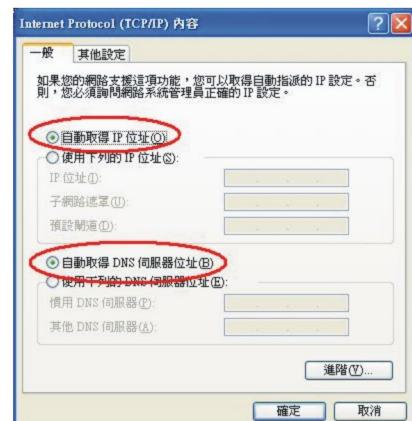 Internet Protocol (TCP/IP) 內容
一般
其他設定
如果您的網路支援這項功能，您可以取得自動指派的 IP 設定。否
則，您必須詢問網路系統管理員正確的 IP 設定。
自動取得 IP 位址(O)
使用下列的 IP 位址(S):
IP 位址(I):
子網路遮罩(U):
預設閘道(D):
自動取得 DNS 伺服器位址(B)
使用下列的 DNS 伺服器位址(E):
慣用 DNS 伺服器(P):
其他 DNS 伺服器(A):
進階(V)...
確定
取消